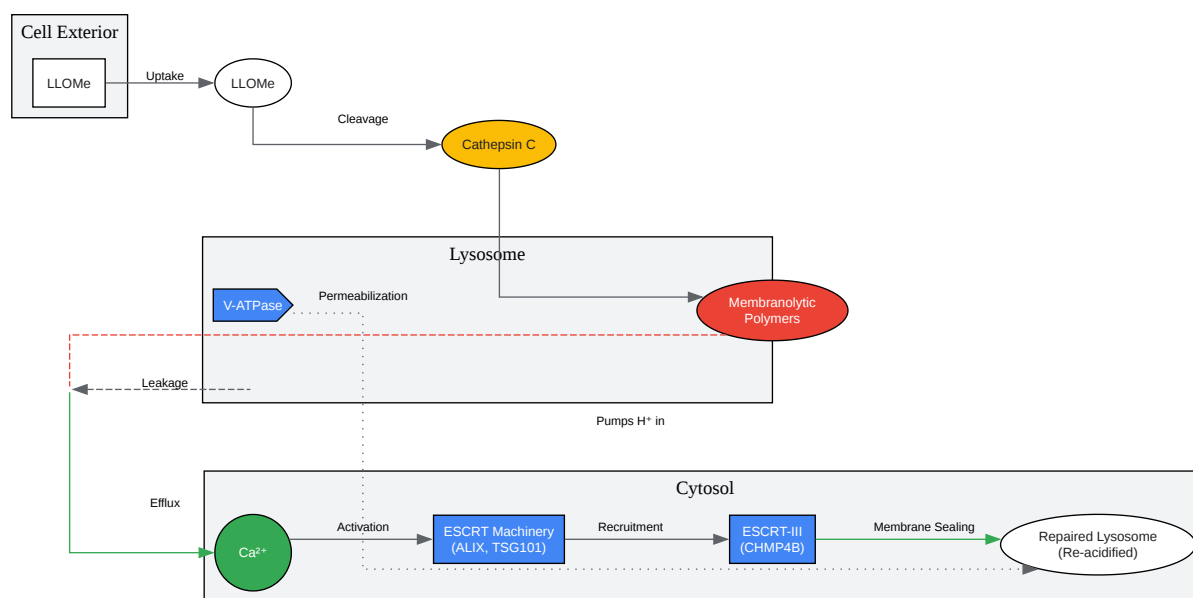 Cell Exterior
LLOMe
Uptake
LLOMe
Cleavage
Cathepsin C
Lysosome
V-ATPase
Permeabilization
Membranolytic
Polymers
Leakage
Pumps H⁺ in
Cytosol
Efflux
Ca²⁺
Activation
ESCRT Machinery
(ALIX, TSG101)
Recruitment
ESCRT-III
(CHMP4B)
Membrane Sealing
Repaired Lysosome
(Re-acidified)